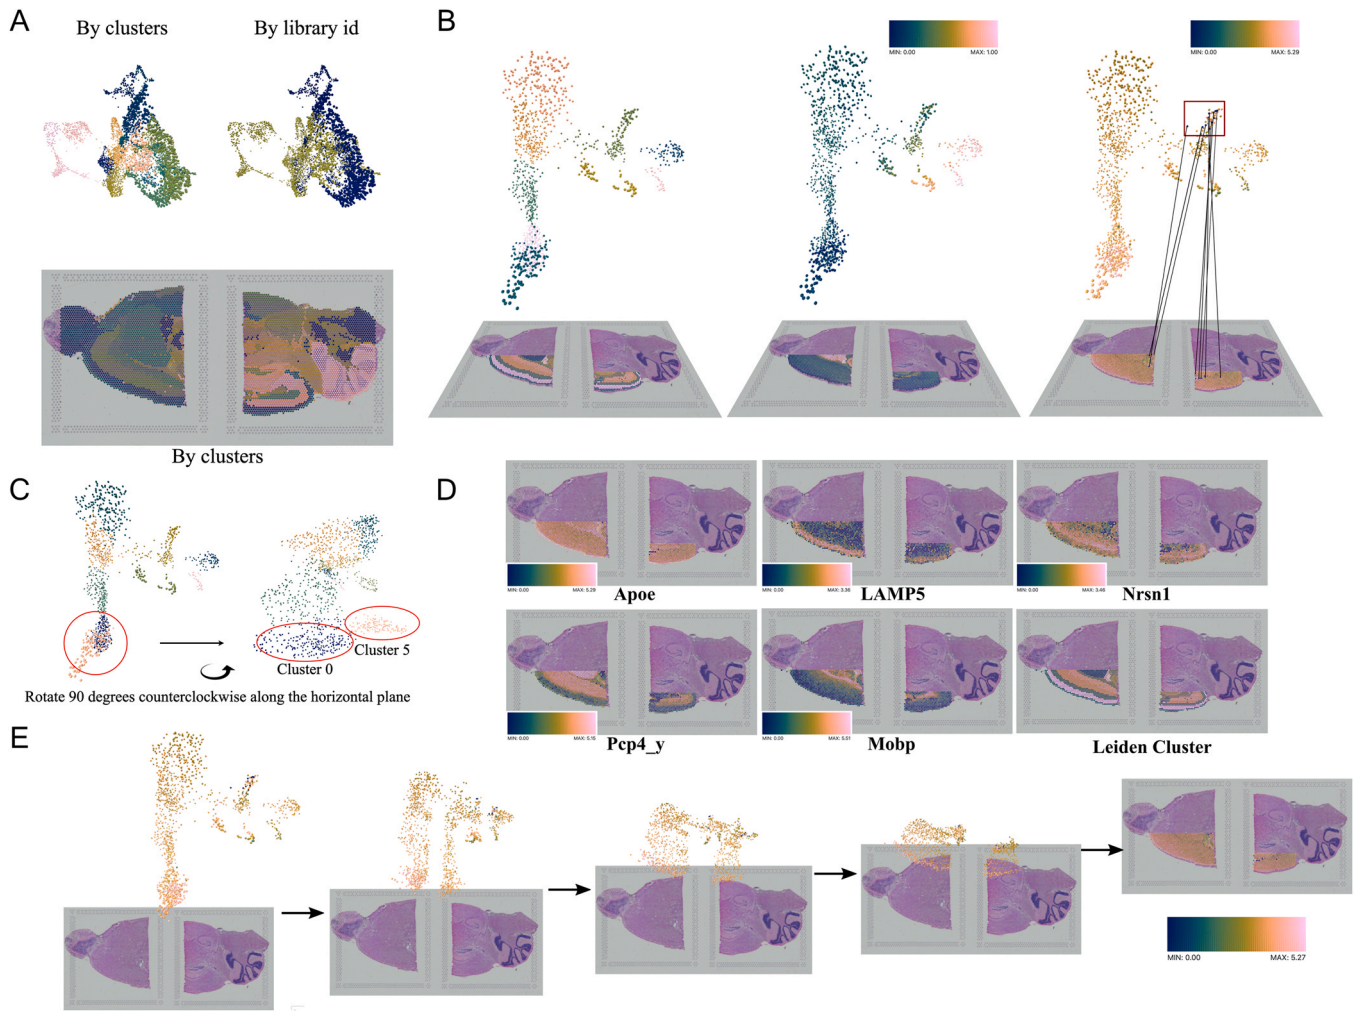 A
By clusters
By library id
By clusters
B
MIN: 0.00
MAX: 1.00
MIN: 0.00
MAX: 5.29
C
Cluster 0
Cluster 5
Rotate 90 degrees counterclockwise along the horizontal plane
D
MIN: 0.00
MAX: 5.29
Apoe
MIN: 0.00
MAX: 3.36
LAMP5
MIN: 0.00
MAX: 3.46
Nrsn1
MIN: 0.00
MAX: 5.15
Pcp4_y
MIN: 0.00
MAX: 5.51
Mobp
Leiden Cluster
E
MIN: 0.00
MAX: 5.27